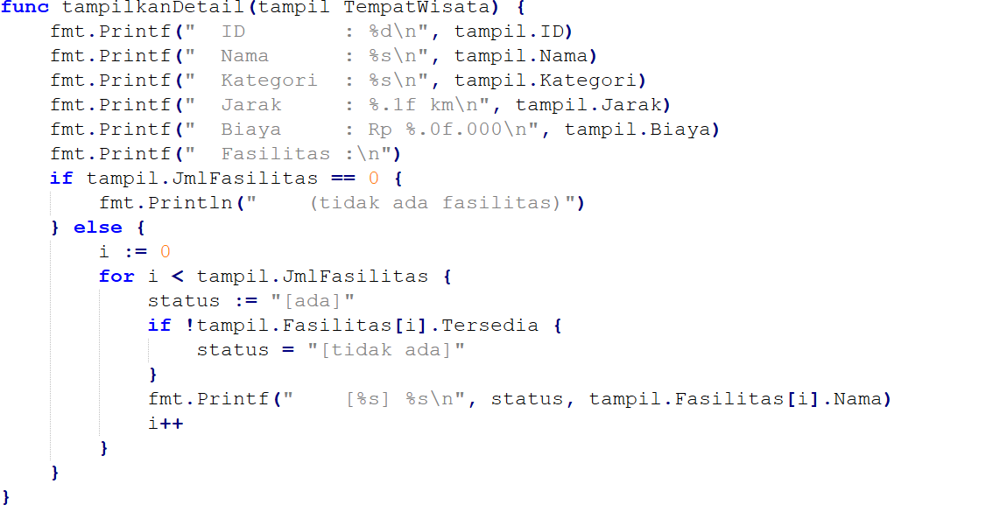 func tampilkanDetail(tampil TempatWisata) {
    fmt.Printf("  ID        : %d\n", tampil.ID)
    fmt.Printf("  Nama      : %s\n", tampil.Nama)
    fmt.Printf("  Kategori  : %s\n", tampil.Kategori)
    fmt.Printf("  Jarak     : %.1f km\n", tampil.Jarak)
    fmt.Printf("  Biaya     : Rp %.0f.000\n", tampil.Biaya)
    fmt.Printf("  Fasilitas :\n")
    if tampil.JmlFasilitas == 0 {
        fmt.Println("    (tidak ada fasilitas)")
    } else {
        i := 0
        for i < tampil.JmlFasilitas {
            status := "[ada]"
            if !tampil.Fasilitas[i].Tersedia {
                status = "[tidak ada]"
            }
            fmt.Printf("    [%s] %s\n", status, tampil.Fasilitas[i].Nama)
            i++
        }
    }
}